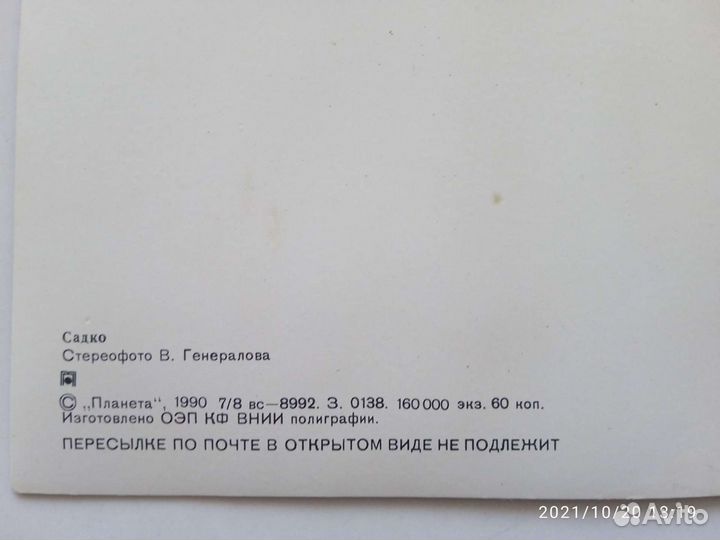 Садко
Стереофото В. Генералова
© „Планета“, 1990 7/8 вс—8992. З. 0138. 160 000 экз. 60 коп.
Изготовлено ОЭП КФ ВНИИ полиграфии.
ПЕРЕСЫЛКЕ ПО ПОЧТЕ В ОТКРЫТОМ ВИДЕ НЕ ПОДЛЕЖИТ
2021/10/20 13:19
Avito